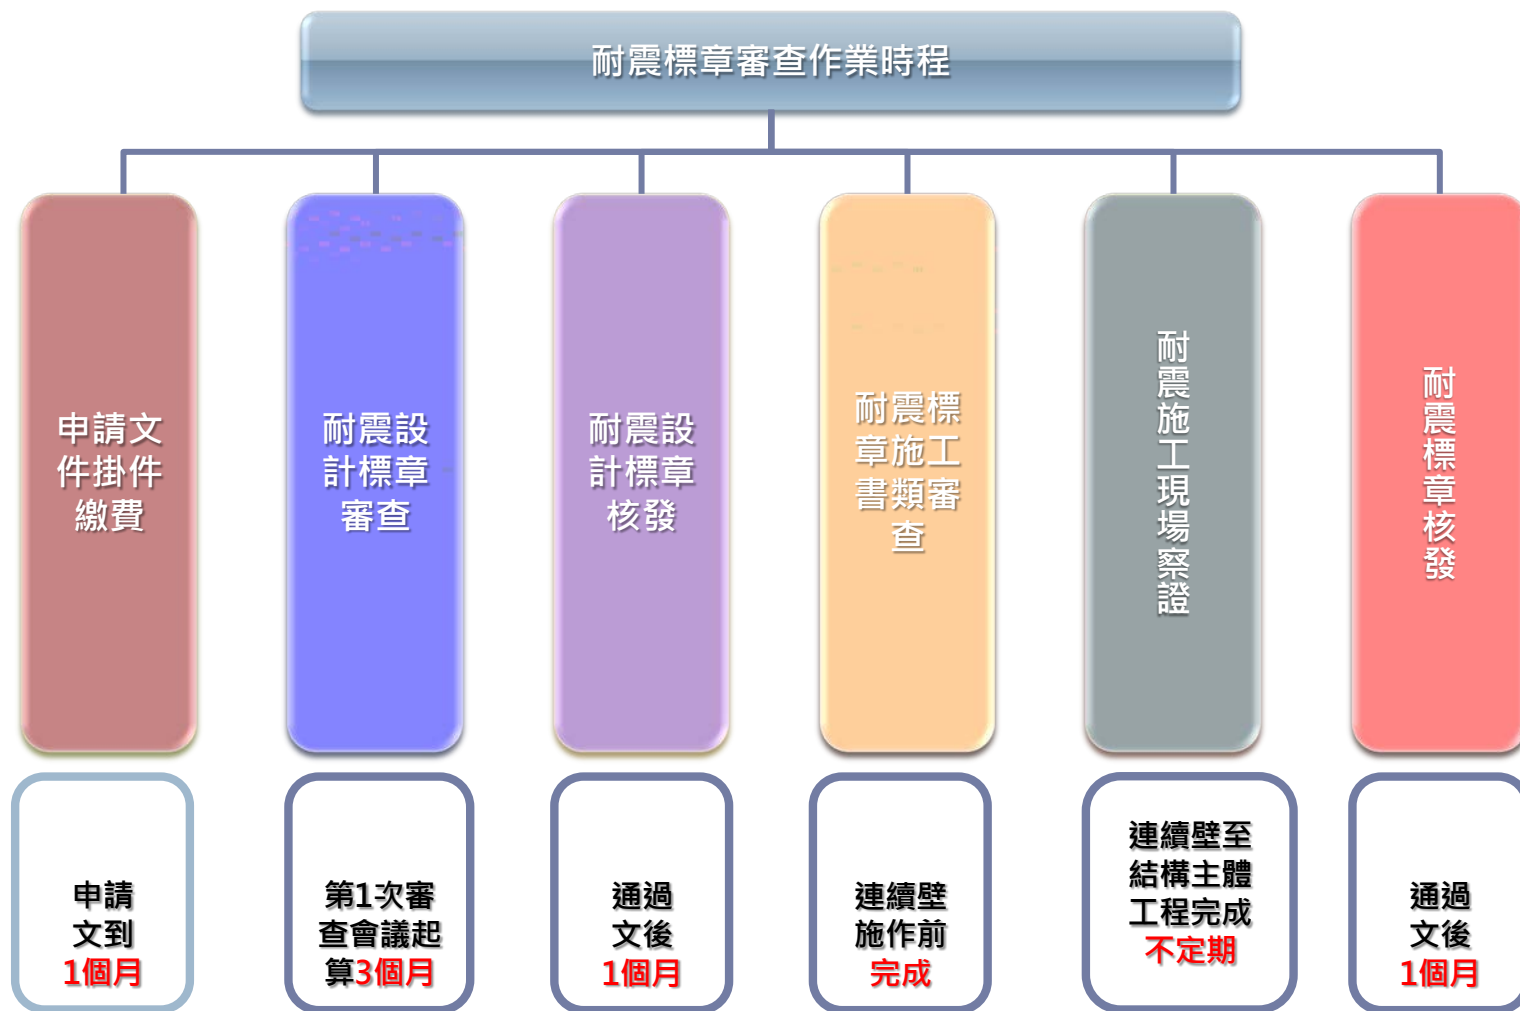 耐震標章審查作業時程
申請文
件掛件
繳費
耐震設
計標章
審查
耐震設
計標章
核發
耐震標
章施工
書類審
查
耐震施工現場察證
耐震標章核發
申請
文到
1個月
第1次審
查會議起
算3個月
通過
文後
1個月
連續壁
施作前
完成
連續壁至
結構主體
工程完成
不定期
通過
文後
1個月